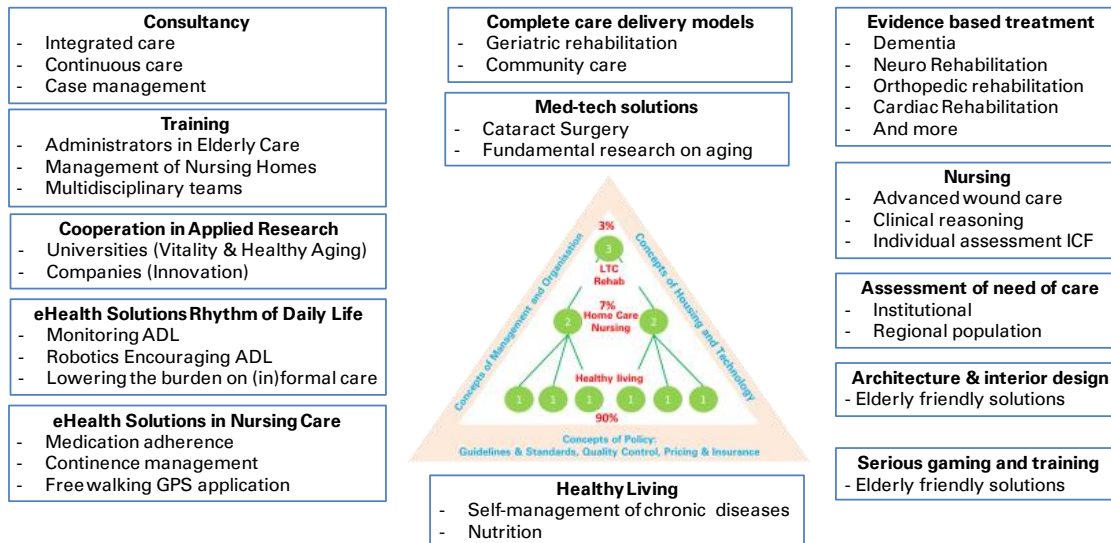 Consultancy
- Integrated care
- Continuous care
- Case management
Training
- Administrators in Elderly Care
- Management of Nursing Homes
- Multidisciplinary teams
Cooperation in Applied Research
- Universities (Vitality & Healthy Aging)
- Companies (Innovation)
eHealth Solutions Rhythm of Daily Life
- Monitoring ADL
- Robotics Encouraging ADL
- Lowering the burden on (in)formal care
eHealth Solutions in Nursing Care
- Medication adherence
- Continence management
- Free walking GPS application
Complete care delivery models
- Geriatric rehabilitation
- Community care
Med-tech solutions
- Cataract Surgery
- Fundamental research on aging
Concepts of Management and Organisation
Concepts of Housing and Technology
3%
3
LTC
Rehab
7%
2 Home Care 2
Nursing
Healthy living
1 1 1 1 1 1
90%
Concepts of Policy:
Guidelines & Standards, Quality Control, Pricing & Insurance
Healthy Living
- Self-management of chronic diseases
- Nutrition
Evidence based treatment
- Dementia
- Neuro Rehabilitation
- Orthopedic rehabilitation
- Cardiac Rehabilitation
- And more
Nursing
- Advanced wound care
- Clinical reasoning
- Individual assessment ICF
Assessment of need of care
- Institutional
- Regional population
Architecture & interior design
- Elderly friendly solutions
Serious gaming and training
- Elderly friendly solutions